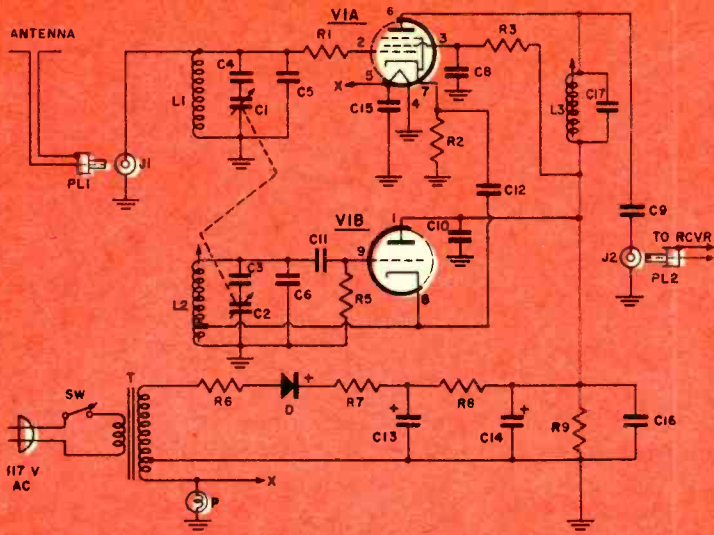 V1A
ANTENNA
6
R1
R3
2
3
C4
C5
C8
L1
C1
X
5
7
4
C15
L3
C17
R2
PL1
J1
C12
V1B
1
C9
C11
C10
TO RCVR
9
J2
PL2
C3
C6
L2
C2
R5
8
SW
T
R6
D
+
R7
R8
R9
C16
+
C13
C14
+
117 V
AC
X
P